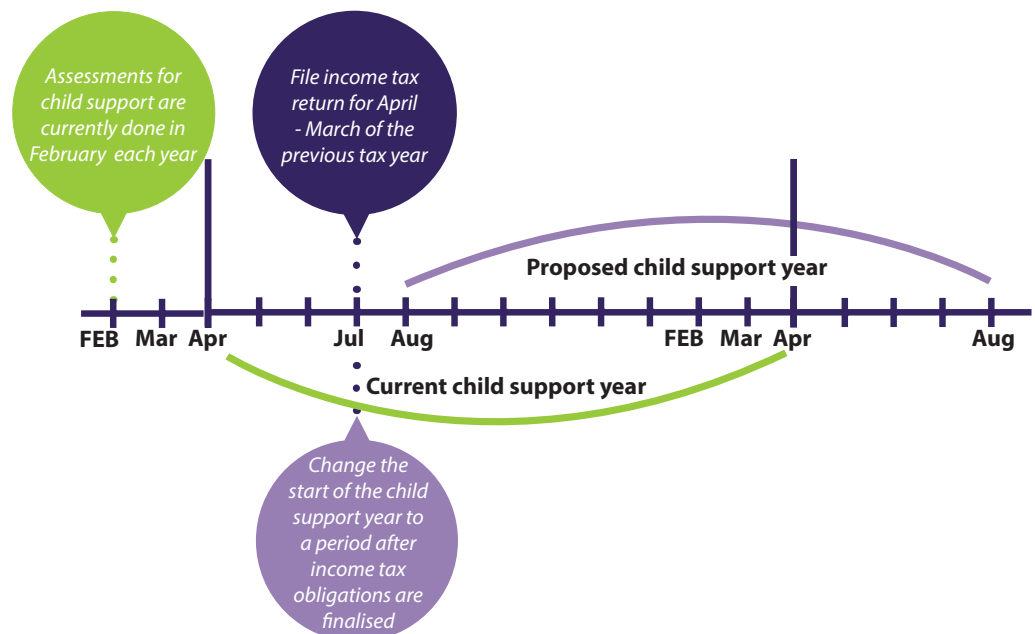 Assessments for
child support are
currently done in
February each year
File income tax
return for April
- March of the
previous tax year
Proposed child support year
FEB Mar Apr Jul Aug FEB Mar Apr Aug
Current child support year
Change the
start of the child
support year to
a period after
income tax
obligations are
finalised